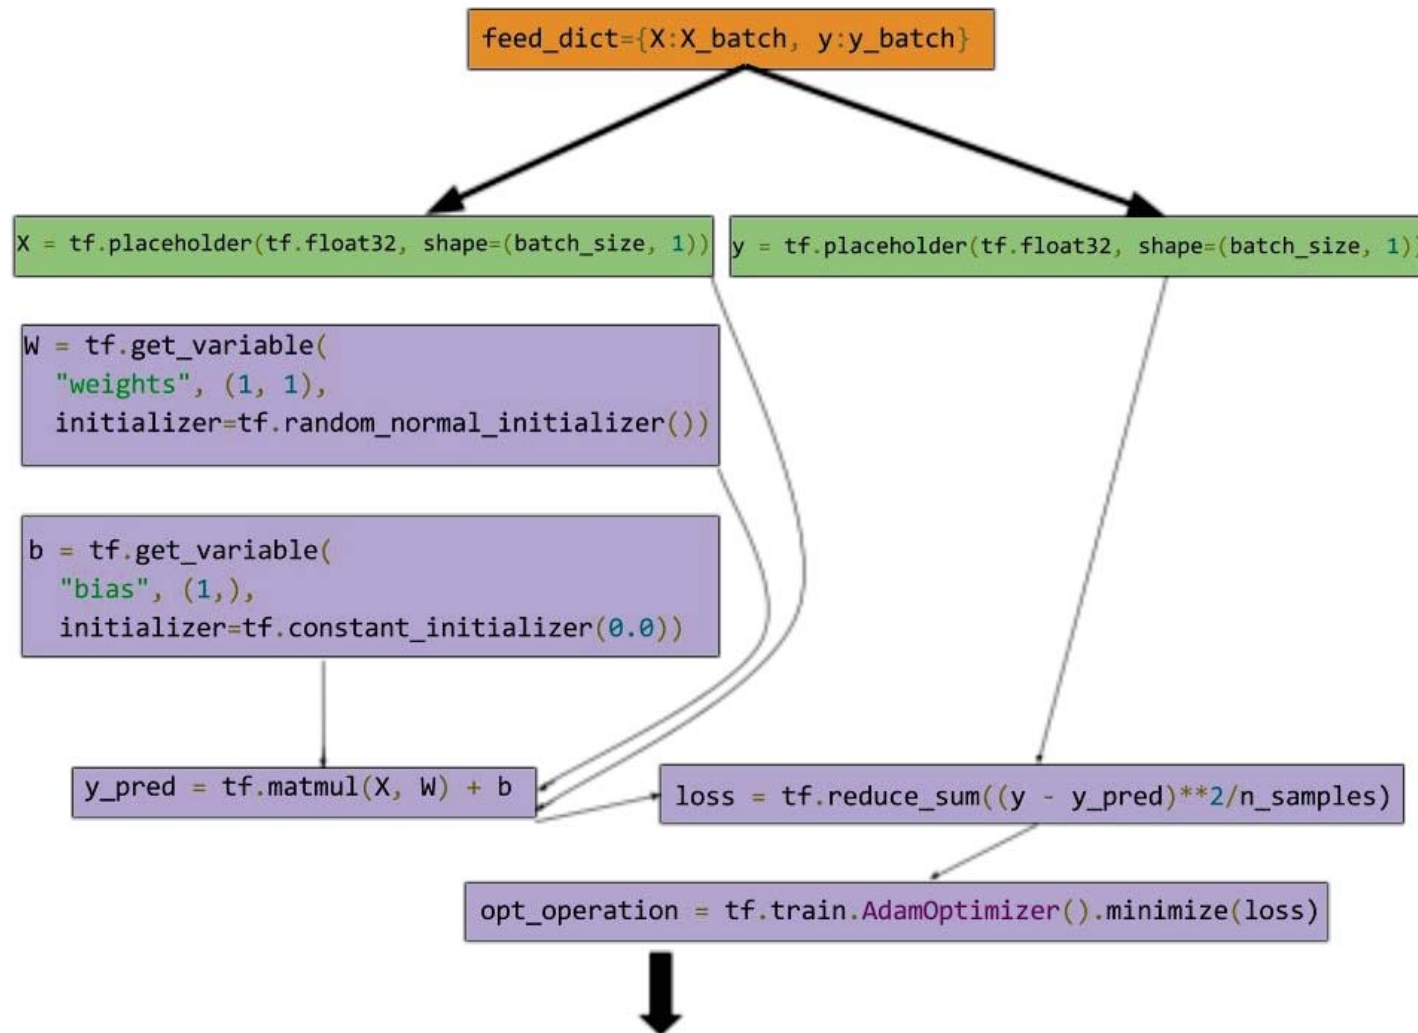 feed_dict={X:X_batch, y:y_batch}
X = tf.placeholder(tf.float32, shape=(batch_size, 1))
y = tf.placeholder(tf.float32, shape=(batch_size, 1))
W = tf.get_variable(
"weights", (1, 1),
initializer=tf.random_normal_initializer())
b = tf.get_variable(
"bias", (1,),
initializer=tf.constant_initializer(0.0))
y_pred = tf.matmul(X, W) + b
loss = tf.reduce_sum((y - y_pred)**2/n_samples)
opt_operation = tf.train.AdamOptimizer().minimize(loss)